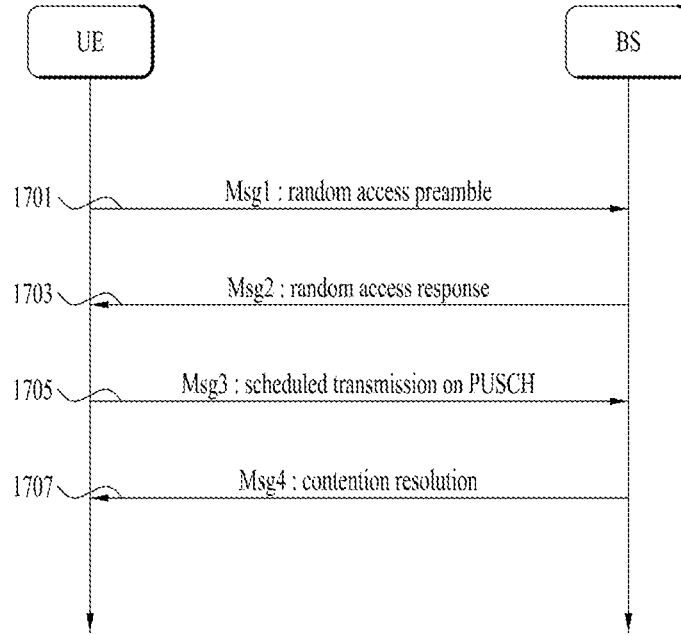 UE
BS
1701
Msg1 : random access preamble
1703
Msg2 : random access response
1705
Msg3 : scheduled transmission on PUSCH
1707
Msg4 : contention resolution